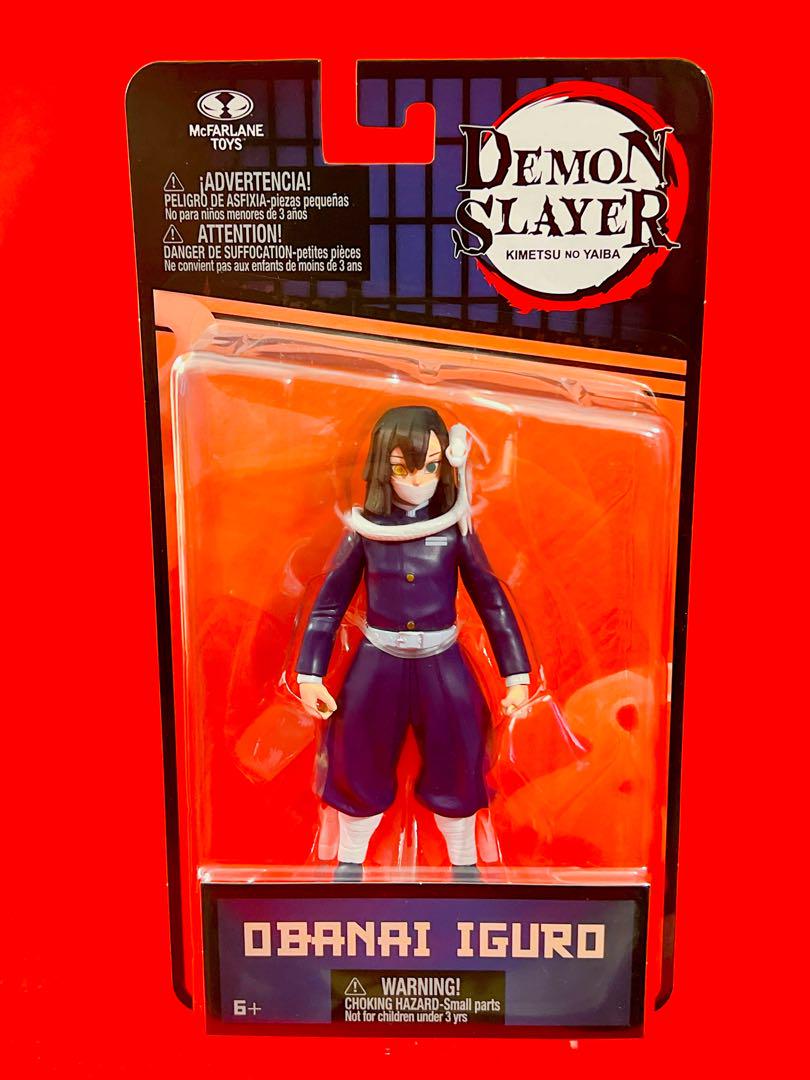 McFARLANE
TOYS™
DEMON
SLAYER
KIMETSU NO YAIBA
¡ADVERTENCIA!
PELIGRO DE ASFIXIA-piezas pequeñas
No para niños menores de 3 años
ATTENTION!
DANGER DE SUFFOCATION-petites pièces
Ne convient pas aux enfants de moins de 3 ans
OBANAI IGURO
6+
WARNING!
CHOKING HAZARD-Small parts
Not for children under 3 yrs